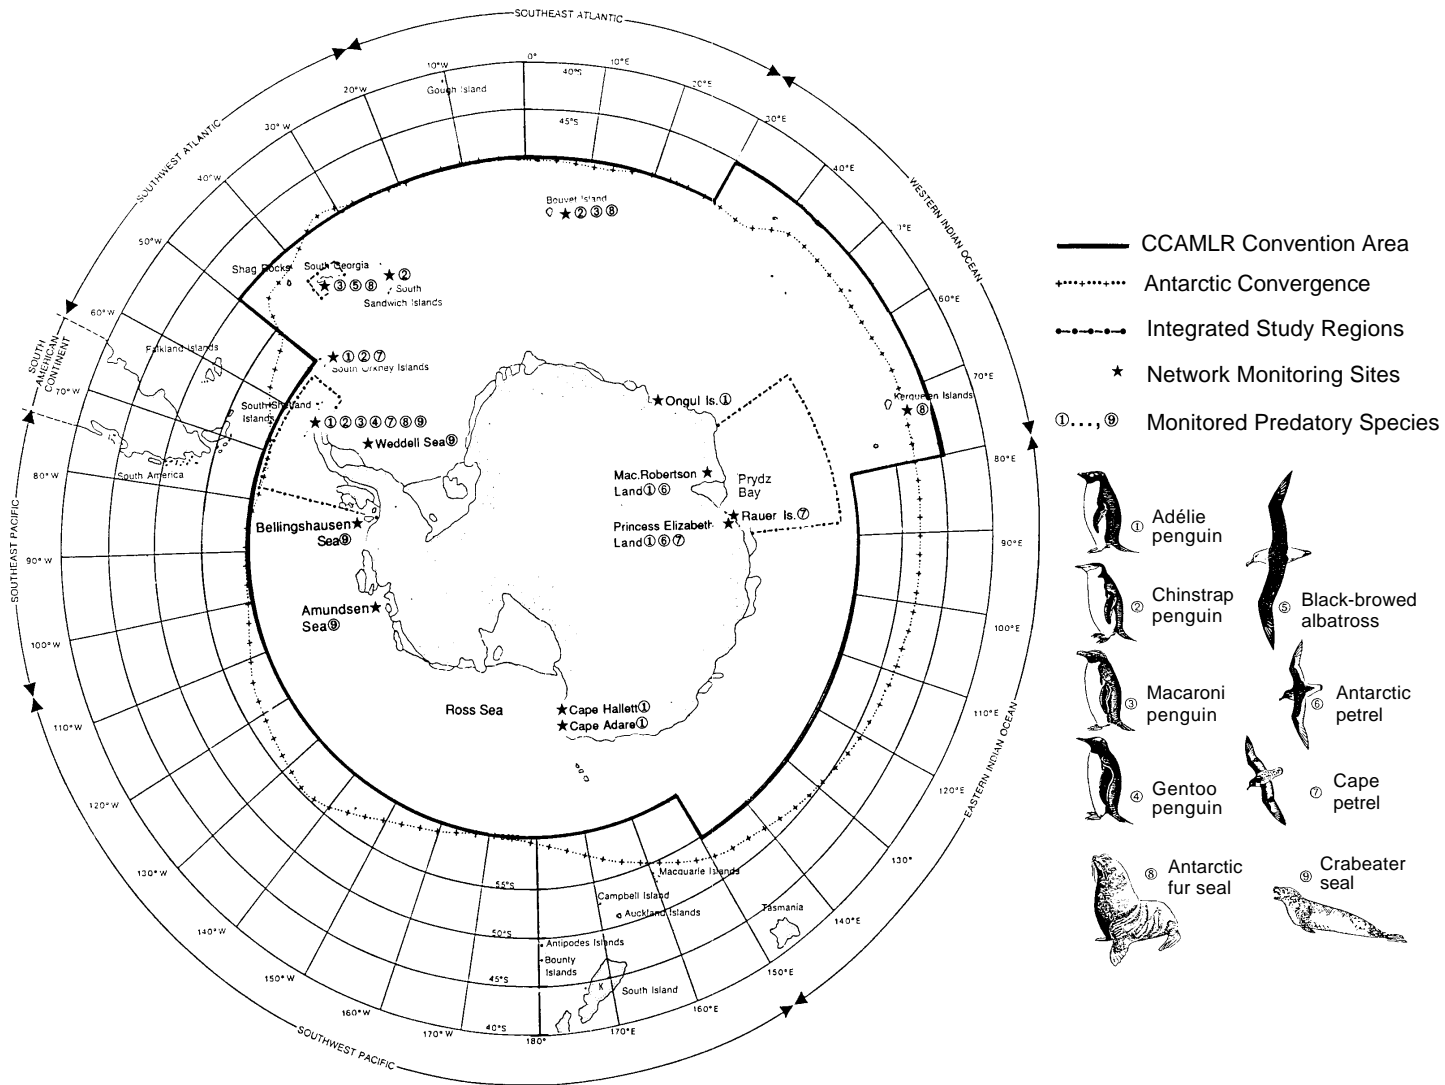 SOUTHEAST ATLANTIC
SOUTHWEST ATLANTIC
WESTERN INDIAN OCEAN
EASTERN INDIAN OCEAN
SOUTHWEST PACIFIC
SOUTHEAST PACIFIC
SOUTH
AMERICAN
CONTINENT
0°
10°E
20°E
30°E
40°E
60°E
70°E
80°E
90°E
100°E
110°E
120°E
130°
140°E
150°E
160°E
170°E
180°
170°W
160°W
150°W
140°W
130°W
120°W
110°W
100°W
90°W
80°W
70°W
60°W
50°W
40°W
30°W
20°W
10°W
40°S
45°S
55°S
50°S
45°S
40°S
Gough Island
Bouvet Island
②③⑧
Shag Rocks
South Georgia
③⑤⑧
②
South
Sandwich Islands
Falkland Islands
①②⑦
South Orkney Islands
South Shetland
Islands
①②③④⑦⑧⑨
Weddell Sea⑨
South America
Ongul Is.①
Kerguelen Islands
⑧
Mac.Robertson
Land①⑥
Prydz
Bay
Rauer Is.⑦
Princess Elizabeth
Land①⑥⑦
Bellingshausen
Sea⑨
Amundsen
Sea⑨
Ross Sea
Cape Hallett①
Cape Adare①
Macquarie Islands
Campbell Island
Auckland Islands
Tasmania
Antipodes Islands
Bounty
Islands
South Island
CCAMLR Convention Area
Antarctic Convergence
Integrated Study Regions
Network Monitoring Sites
①...,⑨ Monitored Predatory Species
① Adélie
penguin
② Chinstrap
penguin
③ Macaroni
penguin
④ Gentoo
penguin
⑤ Black-browed
albatross
⑥ Antarctic
petrel
⑦ Cape
petrel
⑧ Antarctic
fur seal
⑨ Crabeater
seal